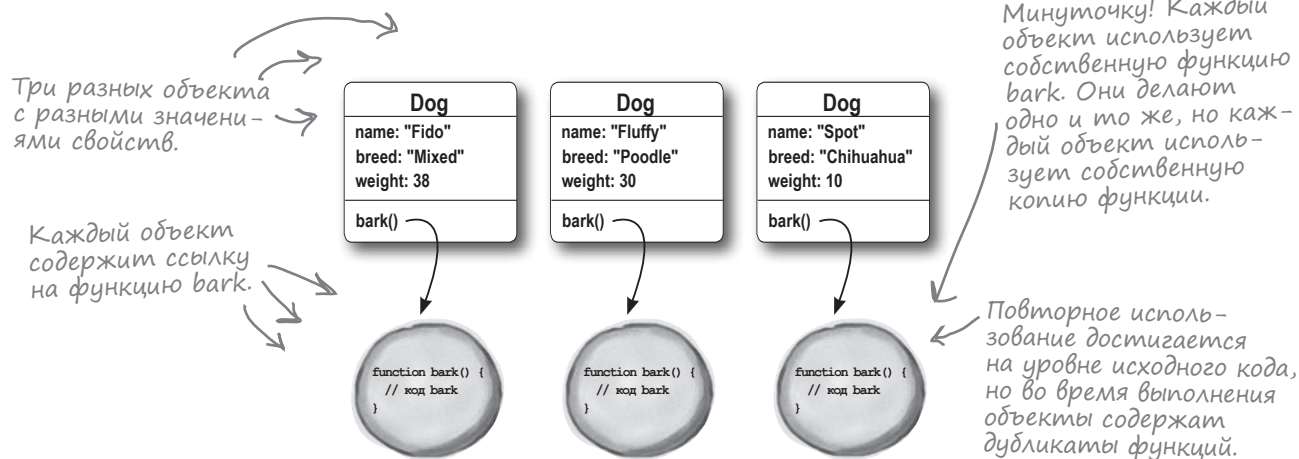 Три разных объекта
с разными значени-
ями свойств.
Каждый объект
содержит ссылку
на функцию bark.
Dog
name: "Fido"
breed: "Mixed"
weight: 38
bark()
function bark() {
// код bark
}
Dog
name: "Fluffy"
breed: "Poodle"
weight: 30
bark()
function bark() {
// код bark
}
Dog
name: "Spot"
breed: "Chihuahua"
weight: 10
bark()
function bark() {
// код bark
}
Минуточку! Каждый
объект использует
собственную функцию
bark. Они делают
одно и то же, но каж-
дый объект исполь-
зует собственную
копию функции.
Повторное исполь-
зование достигается
на уровне исходного кода,
но во время выполнения
объекты содержат
дубликаты функций.